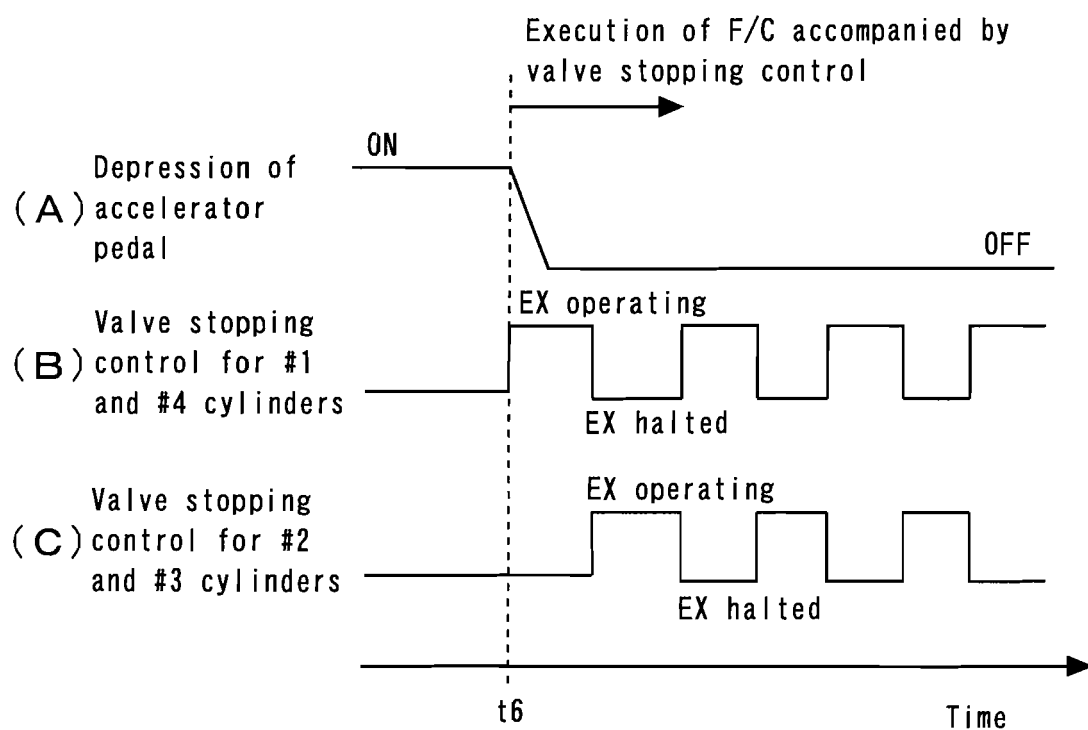 Execution of F/C accompanied by
valve stopping control
ON
(A) Depression of
accelerator
pedal
OFF
EX operating
(B) Valve stopping
control for #1
and #4 cylinders
EX halted
EX operating
(C) Valve stopping
control for #2
and #3 cylinders
EX halted
t6
Time